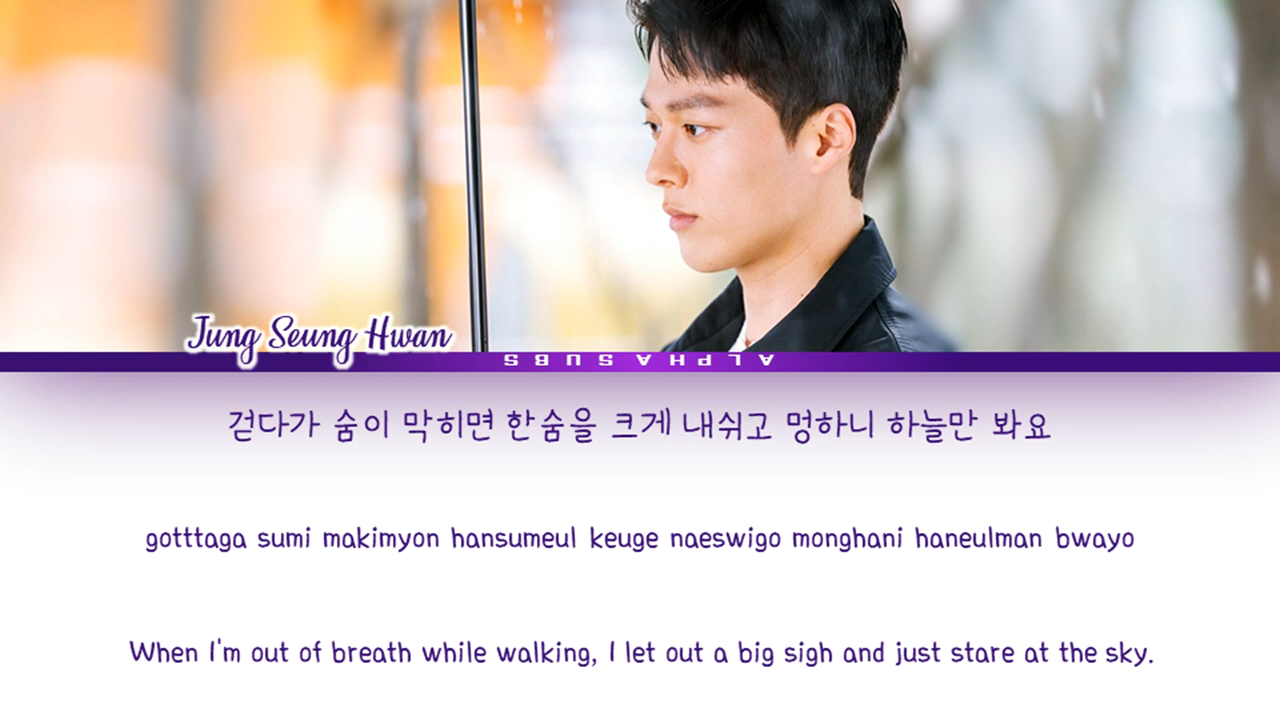 Jung Seung Hwan
ALPHASUBS
걷다가 숨이 막히면 한숨을 크게 내쉬고 멍하니 하늘만 봐요
gotttaga sumi makimyon hansumeul keuge naeswigo monghani haneulman bwayo
When I'm out of breath while walking, I let out a big sigh and just stare at the sky.